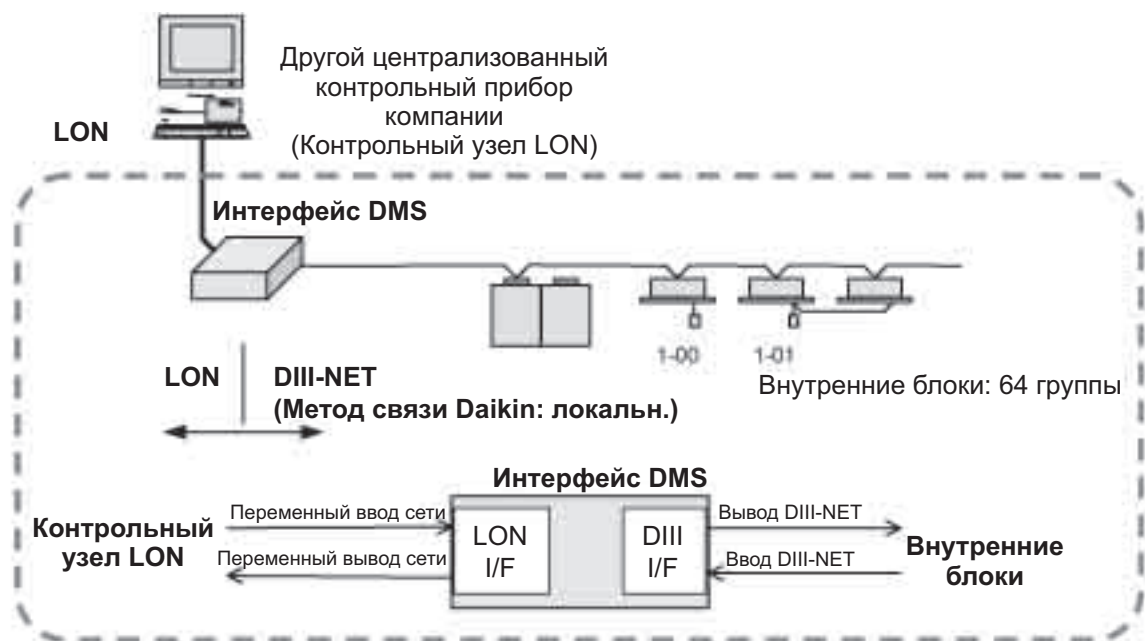 Другой централизованный
контрольный прибор
компании
(Контрольный узел LON)
LON
Интерфейс DMS
1-00
1-01
LON
DIII-NET
(Метод связи Daikin: локальн.)
Внутренние блоки: 64 группы
Интерфейс DMS
Контрольный
узел LON
Переменный ввод сети
Переменный вывод сети
LON
I/F
DIII
I/F
Вывод DIII-NET
Ввод DIII-NET
Внутренние
блоки